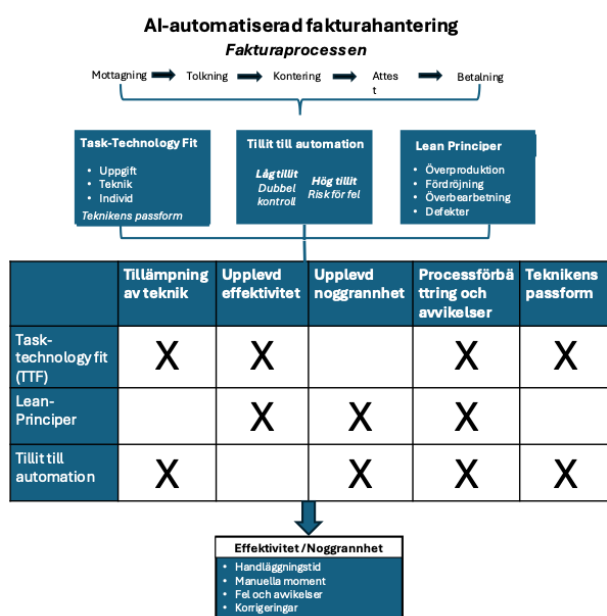 AI-automatiserad fakturahantering
Fakturaprocessen
Mottagning Tolkning Kontering Attes Betalning
t
Task-Technology Fit
• Uppgift
• Teknik
• Individ
Teknikens passform
Tillit till automation
Låg tillit
Dubbel
kontroll
Hög tillit
Risk för fel
Lean Principer
• Överproduktion
• Fördröjning
• Överbearbetning
• Defekter
Tillämpning Upplevd Upplevd Processförbä Teknikens
av teknik effektivitet noggrannhet ttring och passform
avvikelser
Task-
technology fit X X X X
(TTF)
Lean-
Principer X X X
Tillit till
automation X X X X
Effektivitet/Noggrannhet
• Handläggningstid
• Manuella moment
• Fel och avvikelser
• Korrigeringar